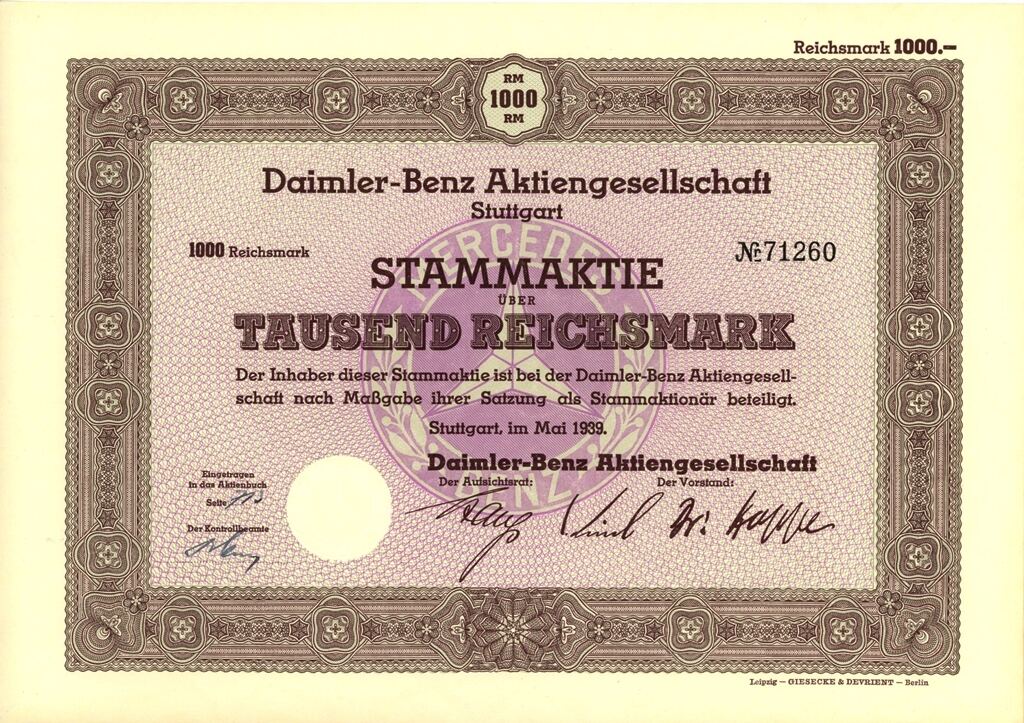 Reichsmark 1000.–
RM
1000
RM
Daimler-Benz Aktiengesellschaft
Stuttgart
1000 Reichsmark
№ 71260
MERCEDES
STAMMAKTIE
ÜBER
TAUSEND REICHSMARK
Der Inhaber dieser Stammaktie ist bei der Daimler-Benz Aktiengesell-
schaft nach Maßgabe ihrer Satzung als Stammaktionär beteiligt.
Stuttgart, im Mai 1939.
Daimler-Benz Aktiengesellschaft
Der Aufsichtsrat: Der Vorstand:
BENZ
Eingetragen
in das Aktienbuch
Seite
Der Kontrollbeamte
Leipzig – GIESECKE & DEVRIENT – Berlin